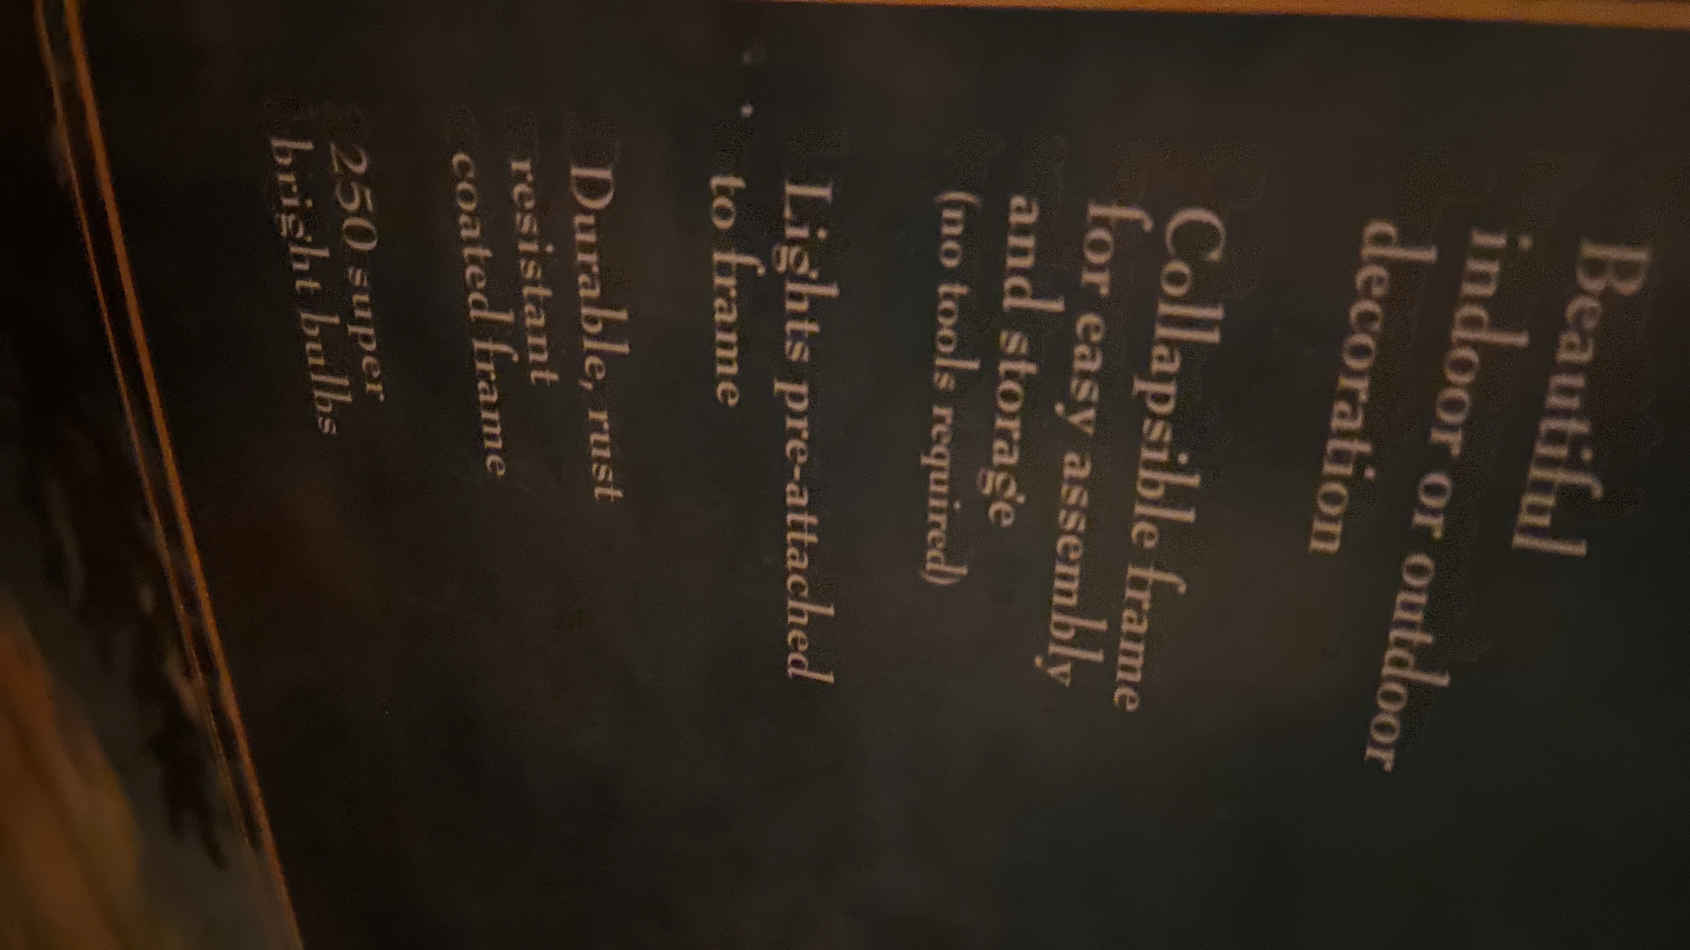 Beautiful
indoor or outdoor
decoration
Collapsible frame
for easy assembly
and storage
(no tools required)
Lights pre-attached
to frame
Durable, rust
resistant
coated frame
250 super
bright bulbs